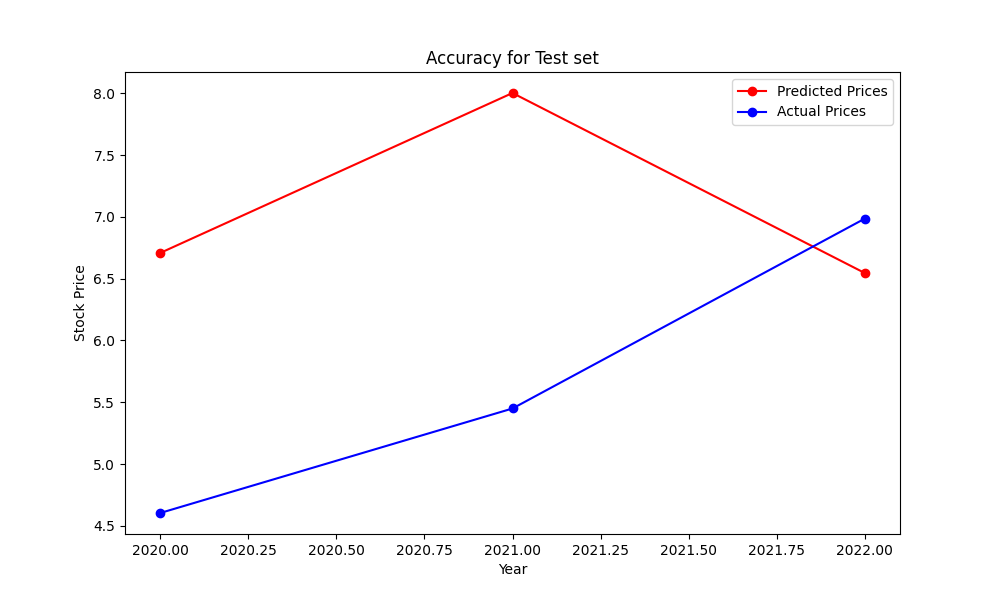 Accuracy for Test set
Predicted Prices
Actual Prices
8.0
7.5
7.0
6.5
6.0
5.5
5.0
4.5
Stock Price
2020.00 2020.25 2020.50 2020.75 2021.00 2021.25 2021.50 2021.75 2022.00
Year